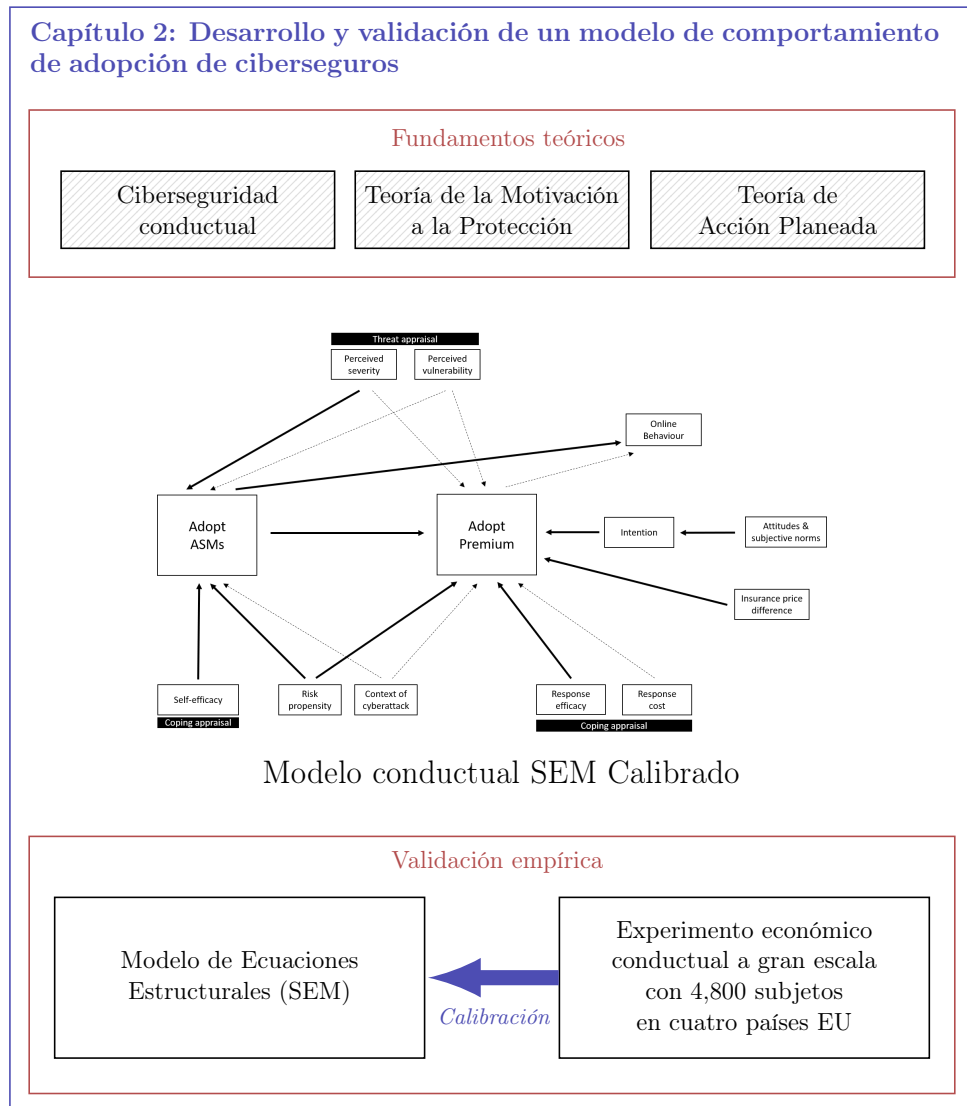 Capítulo 2: Desarrollo y validación de un modelo de comportamiento
de adopción de ciberseguros
Fundamentos teóricos
Ciberseguridad
conductual
Teoría de la Motivación
a la Protección
Teoría de
Acción Planeada
Threat appraisal
Perceived
severity
Perceived
vulnerability
Online
Behaviour
Adopt
ASMs
Adopt
Premium
Intention
Attitudes &
subjective norms
Insurance price
difference
Self-efficacy
Coping appraisal
Risk
propensity
Context of
cyberattack
Response
efficacy
Response
cost
Coping appraisal
Modelo conductual SEM Calibrado
Validación empírica
Modelo de Ecuaciones
Estructurales (SEM)
Calibración
Experimento económico
conductual a gran escala
con 4,800 subjetos
en cuatro países EU